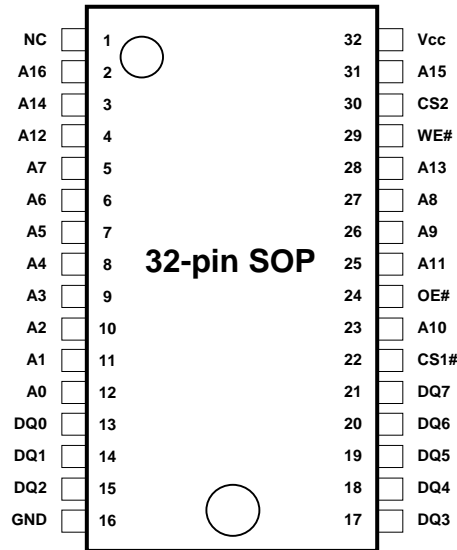 NC 1 32 Vcc
A16 2 31 A15
A14 3 30 CS2
A12 4 29 WE#
A7 5 28 A13
A6 6 27 A8
A5 7 26 A9
A4 8 32-pin SOP 25 A11
A3 9 24 OE#
A2 10 23 A10
A1 11 22 CS1#
A0 12 21 DQ7
DQ0 13 20 DQ6
DQ1 14 19 DQ5
DQ2 15 18 DQ4
GND 16 17 DQ3